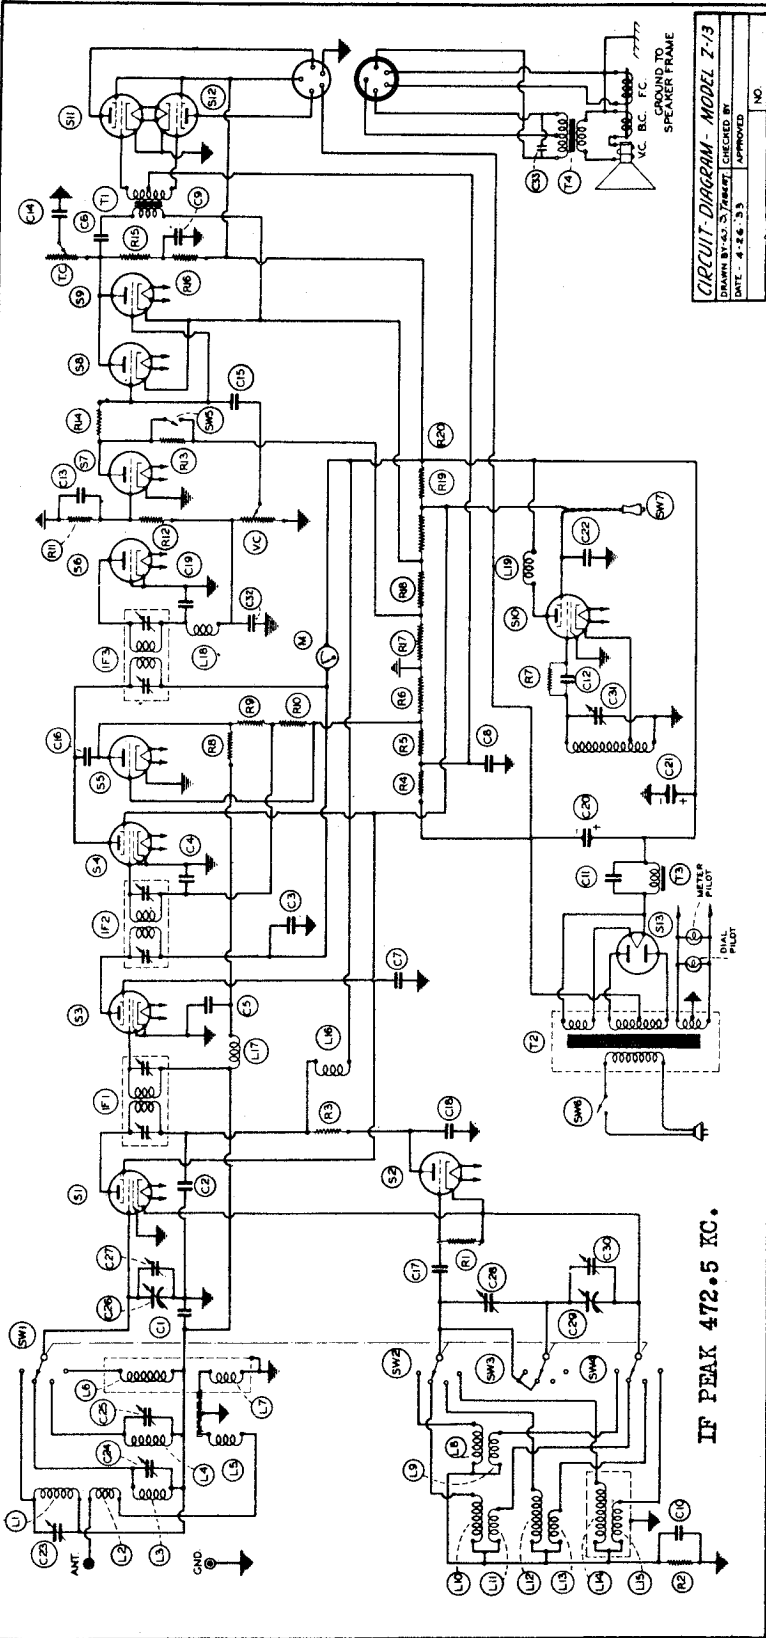 C23
L1
ANT.
L2
L3
GND.
C24
C25
L4
L5
L6
L7
SW1
C26
C27
C1
S1
C2
IF1
S3
C5
L17
IF2
S4
C4
C3
C7
S5
C16
R8
R9
R10
IF3
S6
C19
L18
C32
M
R11
C13
R12
V.C
S7
R13
SW5
R14
C15
S8
S9
R16
R15
T.C
C14
C6
T1
C9
S11
S12
L16
R3
C18
S2
R1
C17
C28
C29
C30
SW2
SW3
SW4
L8
L9
L10
L11
L12
L13
L14
L15
C10
R2
R4
R5
R6
R17
R18
R19
R20
C8
R7
C12
C31
S10
L19
C22
SW7
C20
C21
C11
T3
S13
T2
SW6
DIAL PILOT
METER PILOT
C33
T4
V.C.
B.C.
F.C.
GROUND TO
SPEAKER FRAME
IF PEAK 472.5 KC.
CIRCUIT-DIAGRAM - MODEL Z-13
DRAWN BY
CHECKED BY
DATE - 4-26-33
APPROVED
NO.